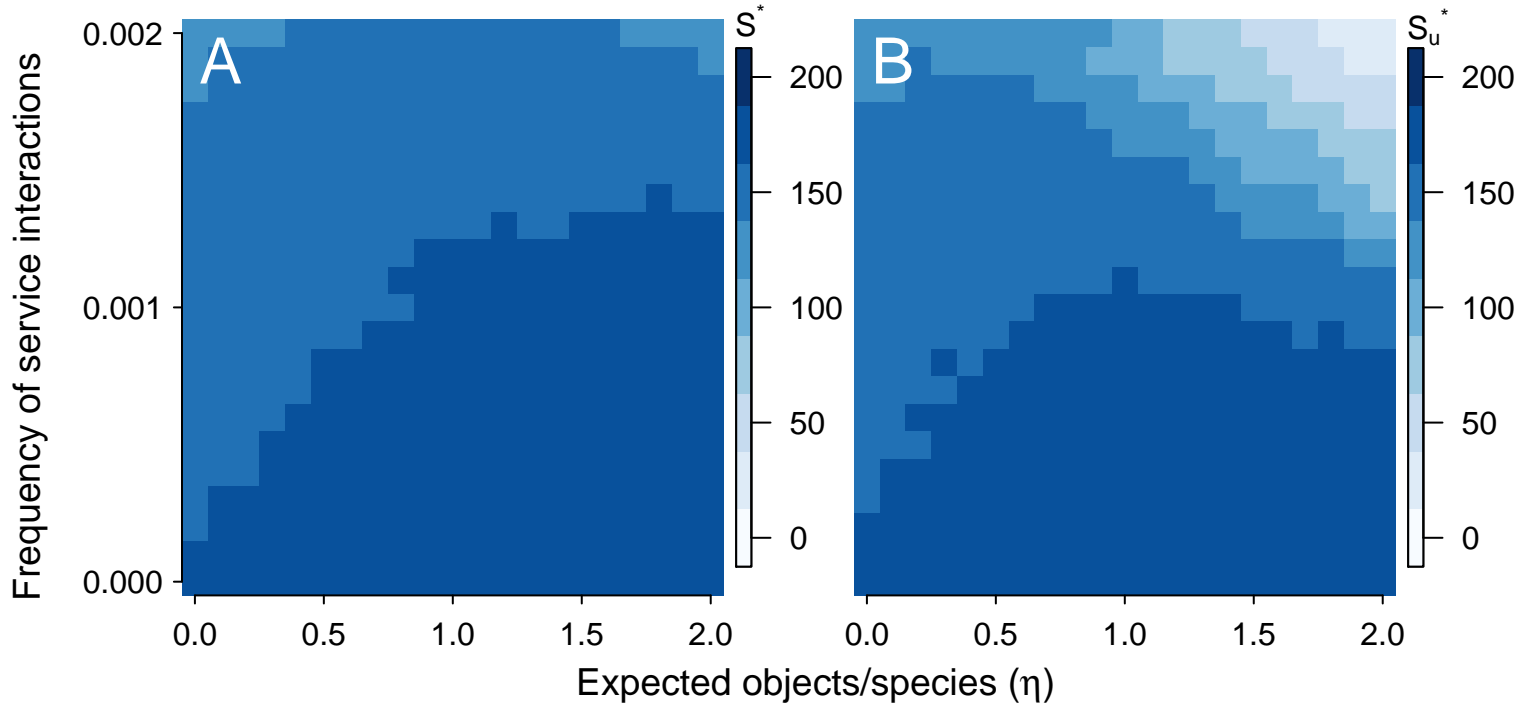 Frequency of service interactions
0.002
0.001
0.000
A
0.0 0.5 1.0 1.5 2.0
S*
200
150
100
50
0
B
0.0 0.5 1.0 1.5 2.0
Su*
200
150
100
50
0
Expected objects/species (η)